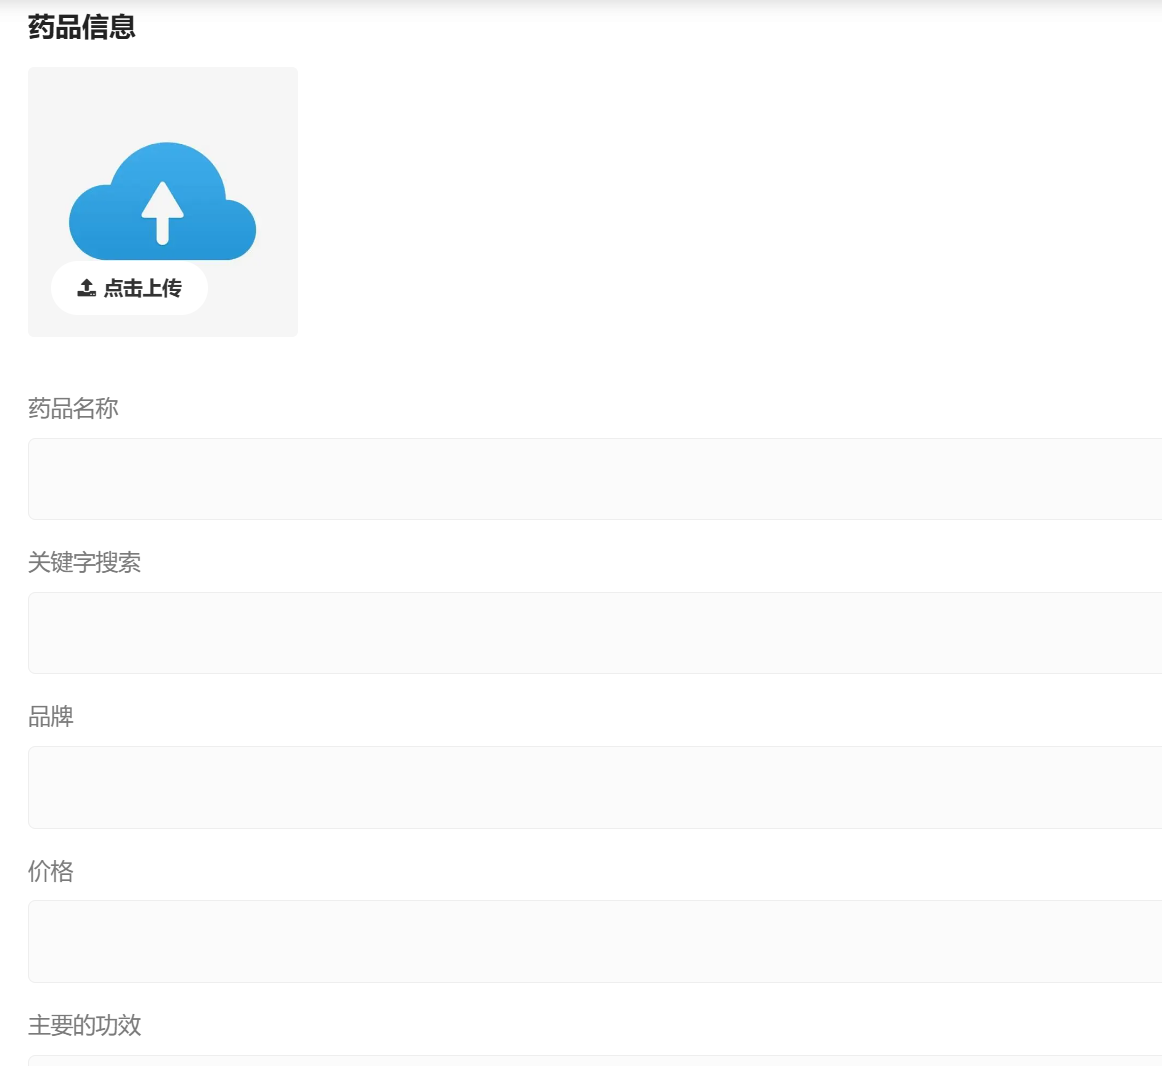 药品信息
点击上传
药品名称
关键字搜索
品牌
价格
主要的功效